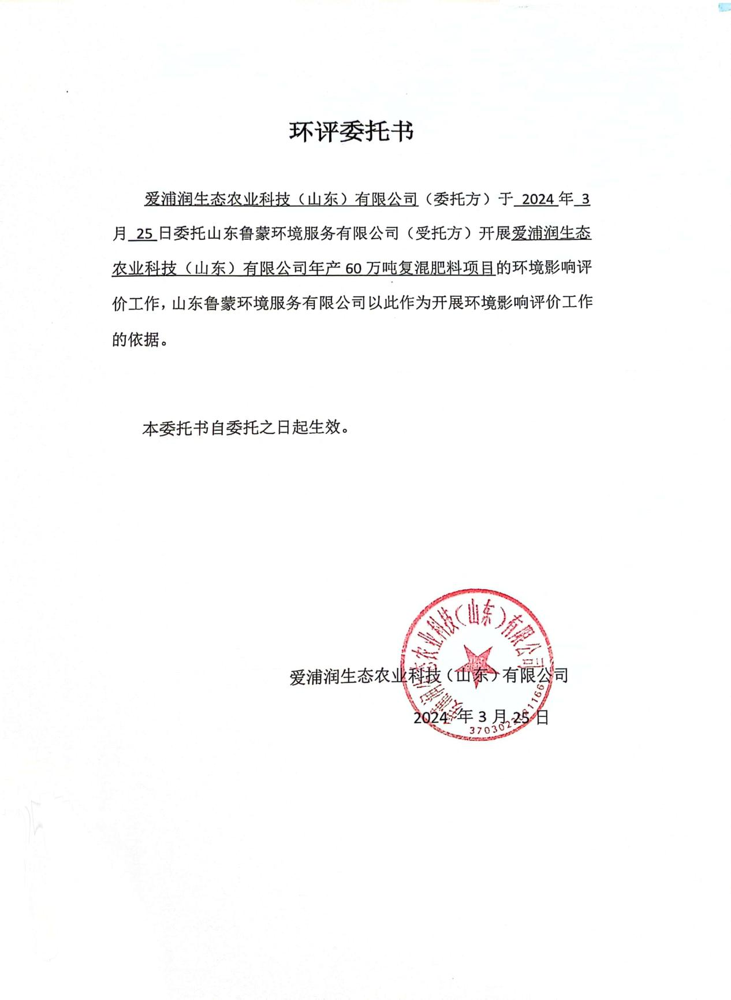 环评委托书
爱浦润生态农业科技（山东）有限公司（委托方）于 2024 年 3
月 25 日委托山东鲁蒙环境服务有限公司（受托方）开展爱浦润生态
农业科技（山东）有限公司年产 60 万吨复混肥料项目的环境影响评
价工作，山东鲁蒙环境服务有限公司以此作为开展环境影响评价工作
的依据。
本委托书自委托之日起生效。
爱浦润生态农业科技（山东）有限公司
爱浦润生态农业科技（山东）有限公司
2024 年 3 月 25 日